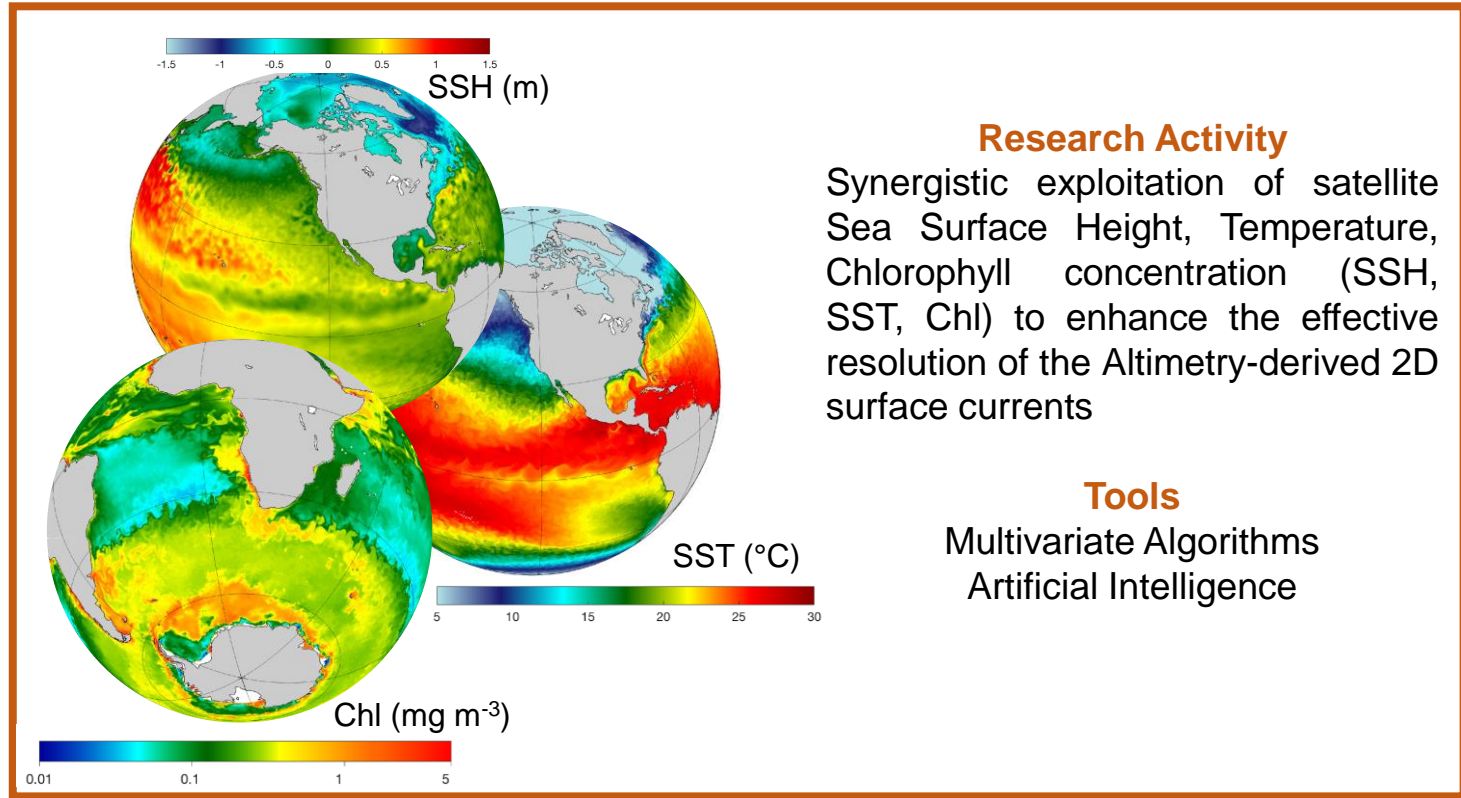 -1.5 -1 -0.5 0 0.5 1 1.5
SSH (m)
SST (°C)
5 10 15 20 25 30
Chl (mg m-3)
0.01 0.1 1 5
Research Activity
Synergistic exploitation of satellite
Sea Surface Height, Temperature,
Chlorophyll concentration (SSH,
SST, Chl) to enhance the effective
resolution of the Altimetry-derived 2D
surface currents
Tools
Multivariate Algorithms
Artificial Intelligence